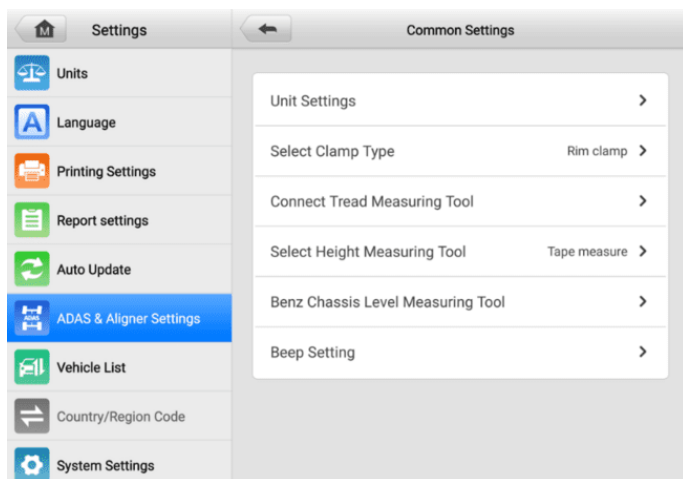 M
Settings
Common Settings
Units
A
Language
Printing Settings
Report settings
Auto Update
ADAS
ADAS & Aligner Settings
Vehicle List
Country/Region Code
System Settings
Unit Settings
Select Clamp Type Rim clamp
Connect Tread Measuring Tool
Select Height Measuring Tool Tape measure
Benz Chassis Level Measuring Tool
Beep Setting